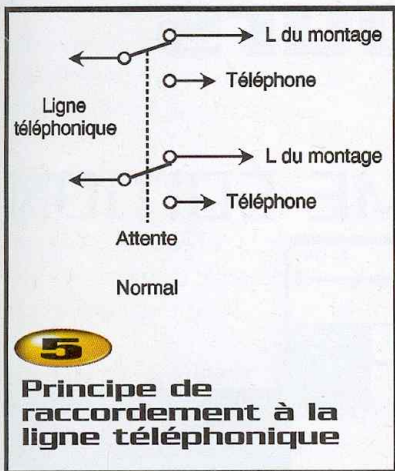 L du montage
Téléphone
Ligne
téléphonique
L du montage
Téléphone
Attente
Normal
5
Principe de
raccordement à la
ligne téléphonique